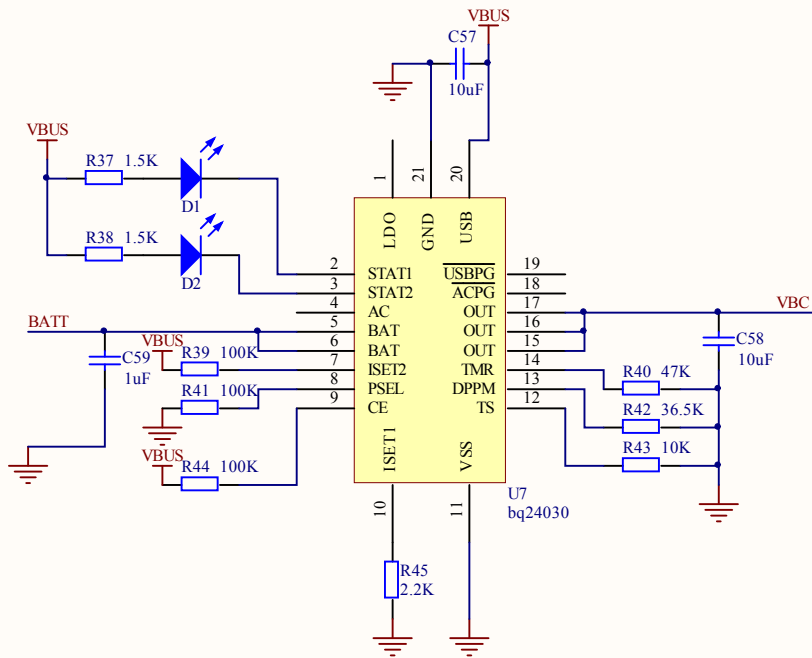 VBUS
C57
10uF
VBUS
R37 1.5K
D1
R38 1.5K
D2
1
21
20
LDO
GND
USB
2 STAT1 USBPG 19
3 STAT2 ACPG 18
4 AC OUT 17 VBC
BATT 5 BAT OUT 16
6 BAT OUT 15
7 ISET2 TMR 14
8 PSEL DPPM 13
9 CE TS 12
C59
1uF
VBUS
R39 100K
R41 100K
VBUS
R44 100K
C58
10uF
R40 47K
R42 36.5K
R43 10K
ISET1
VSS
10
11
U7
bq24030
R45
2.2K